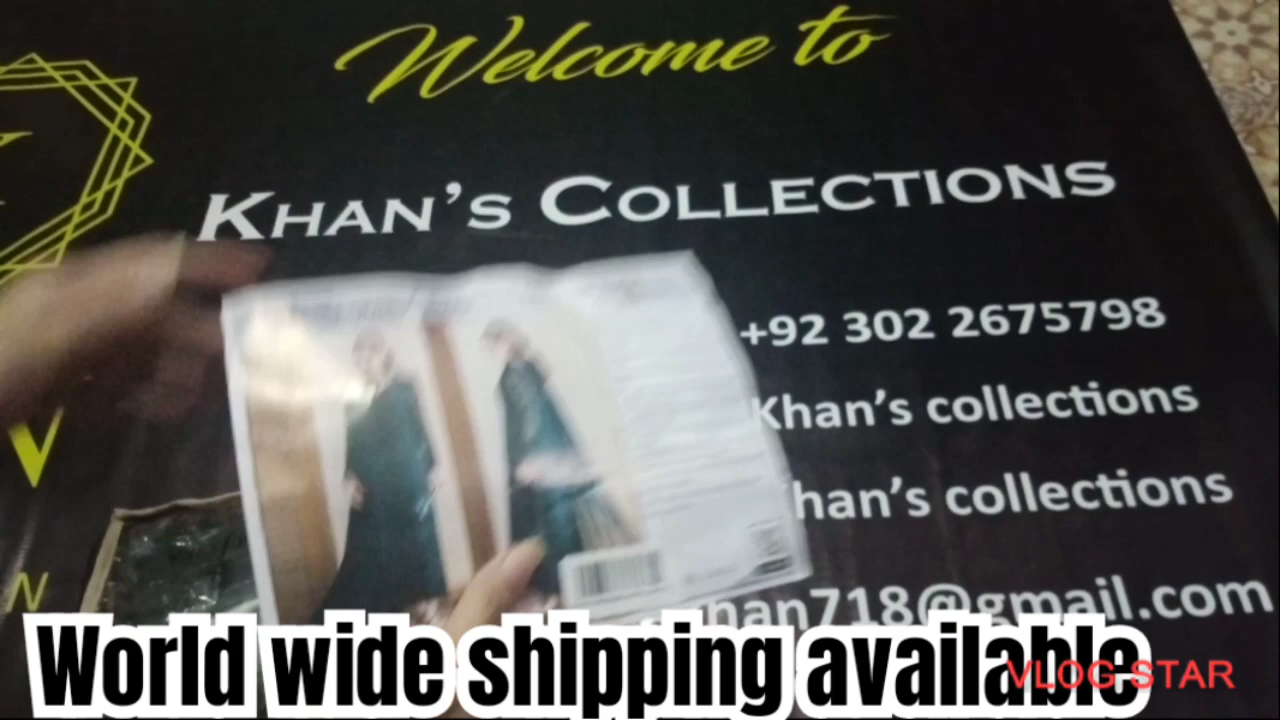 Welcome to
KHAN'S COLLECTIONS
+92 302 2675798
Khan's collections
han's collections
han718@gmail.com
World wide shipping available
VLOG STAR